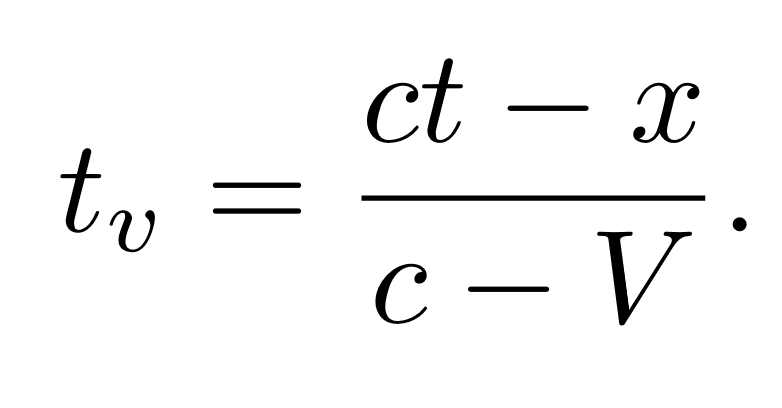 t_v = \frac{ct - x}{c - V}.